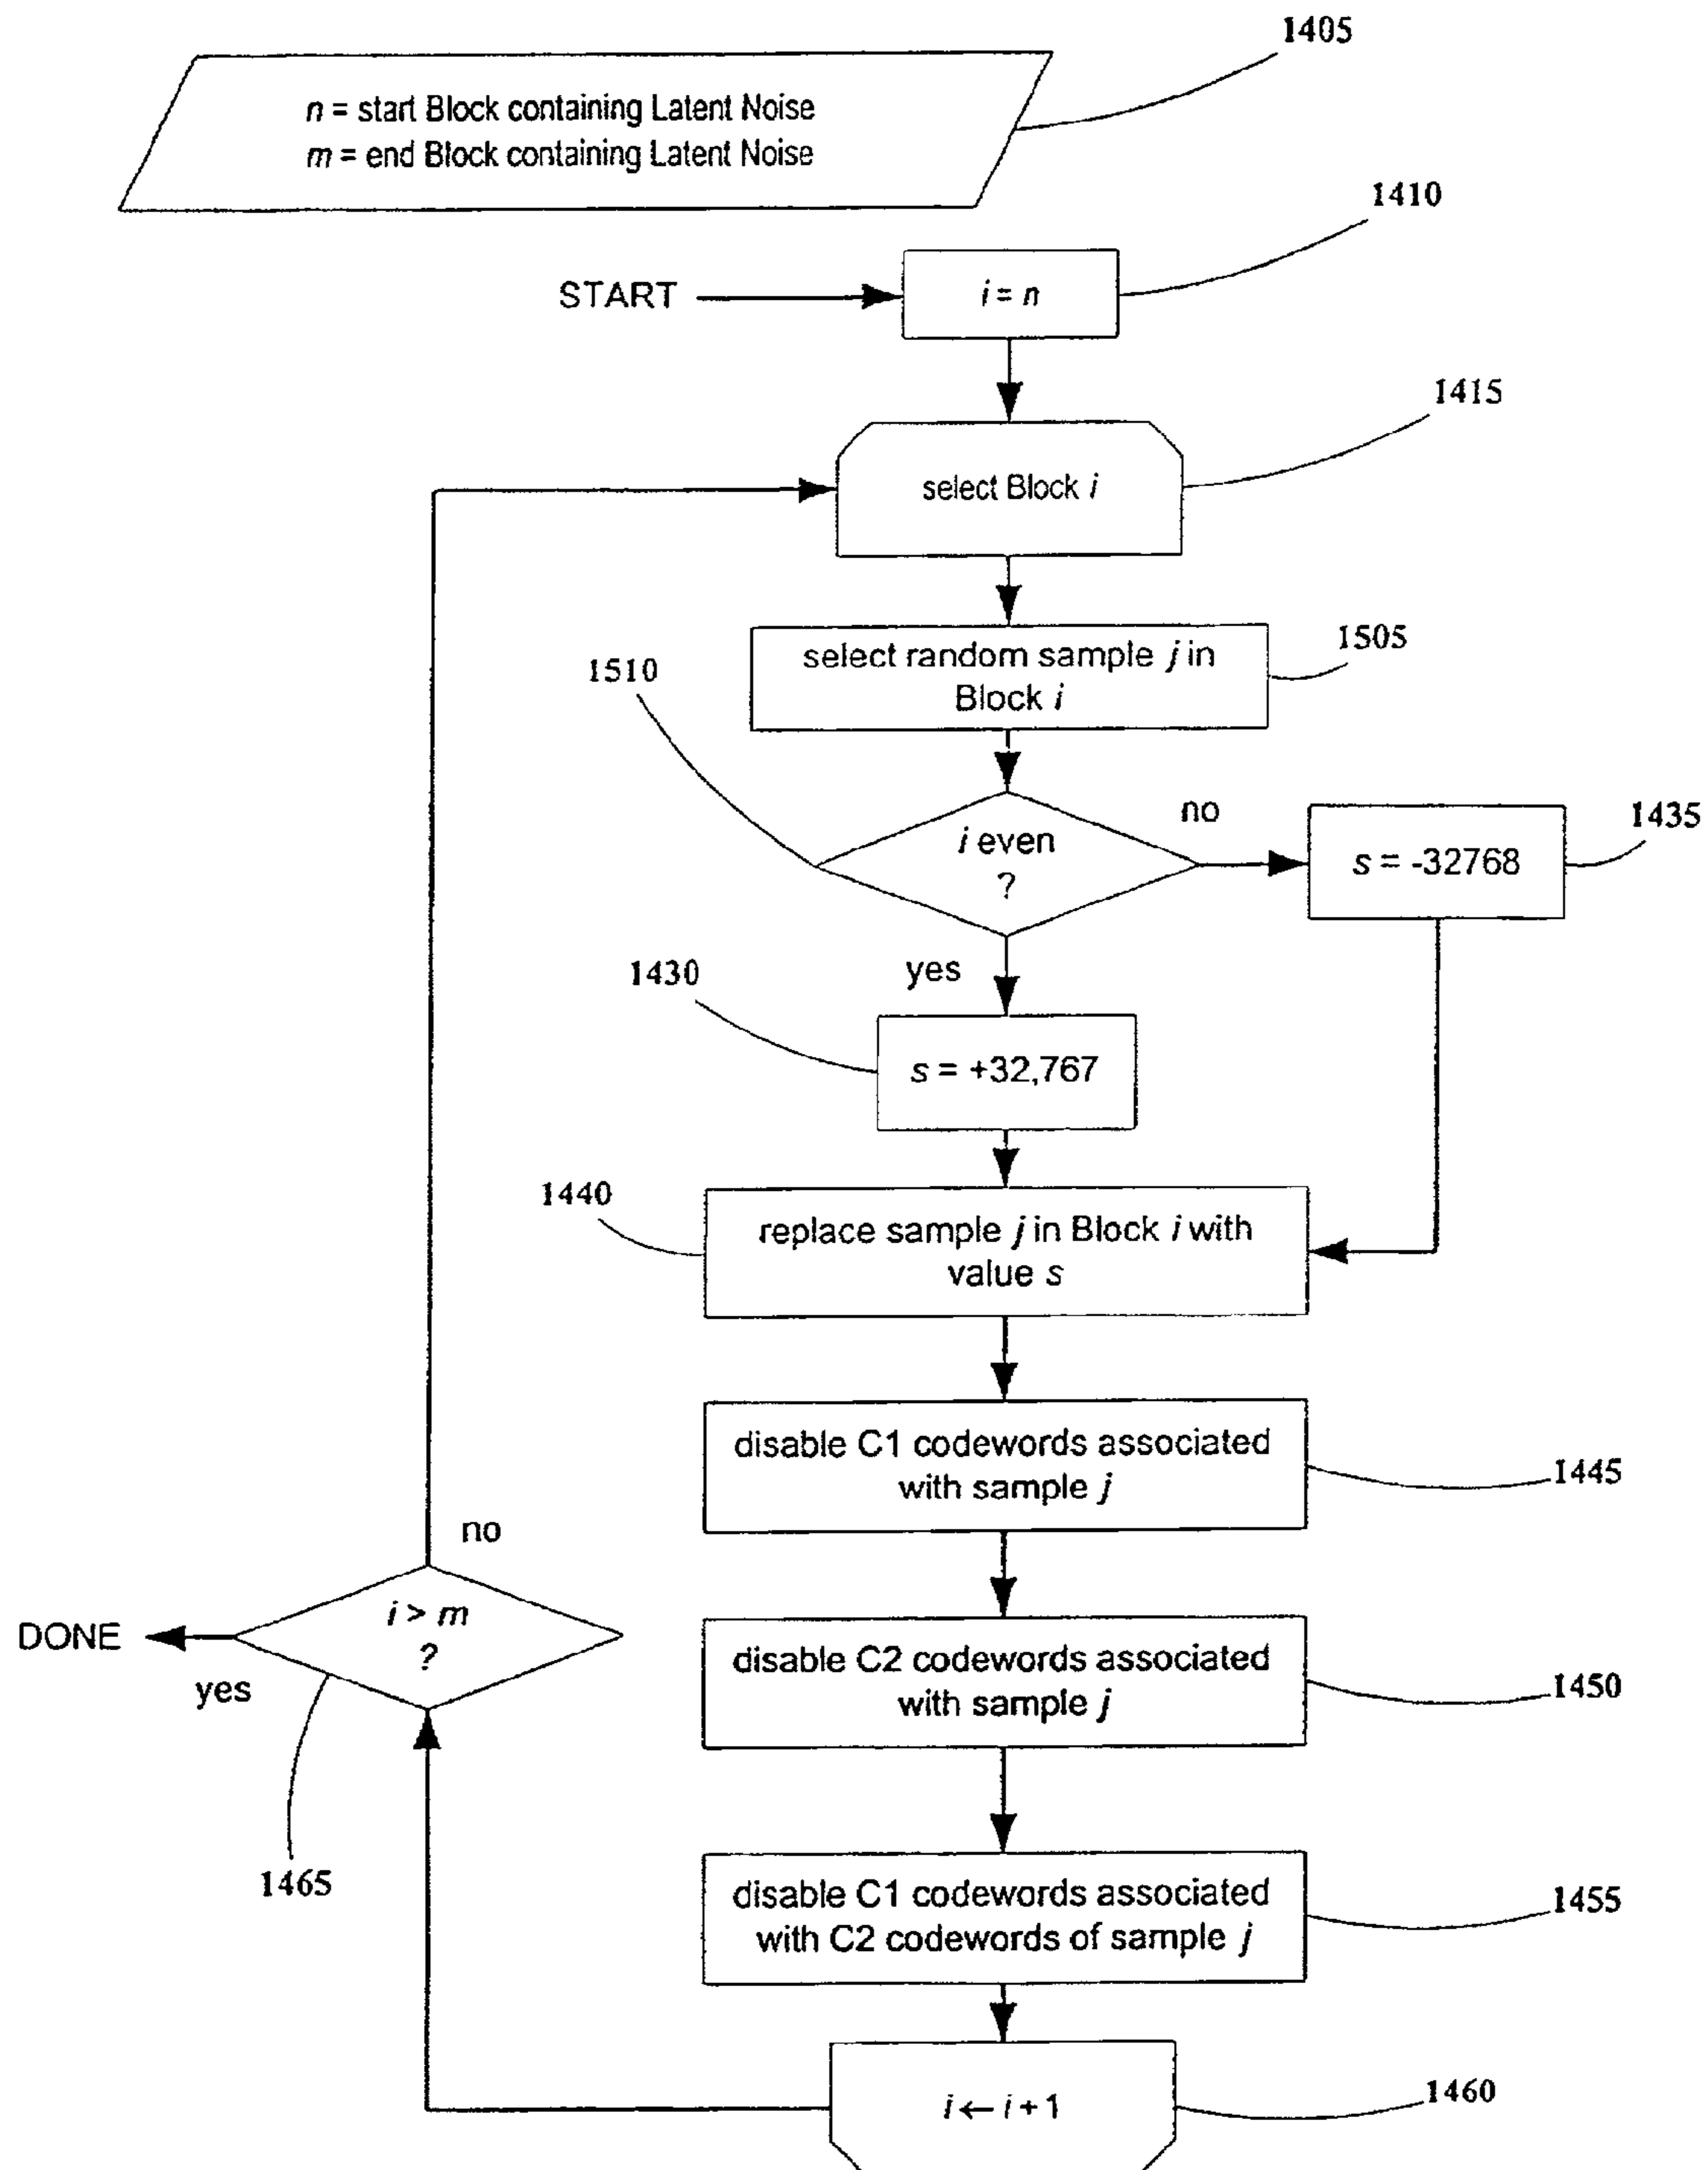 1405
n = start Block containing Latent Noise
m = end Block containing Latent Noise
1410
START
i = n
1415
select Block i
1505
select random sample j in
Block i
1510
i even
?
no
1435
s = -32768
yes
1430
s = +32,767
1440
replace sample j in Block i with
value s
disable C1 codewords associated
with sample j
1445
no
i > m
?
DONE
yes
1465
disable C2 codewords associated
with sample j
1450
disable C1 codewords associated
with C2 codewords of sample j
1455
i ← i + 1
1460